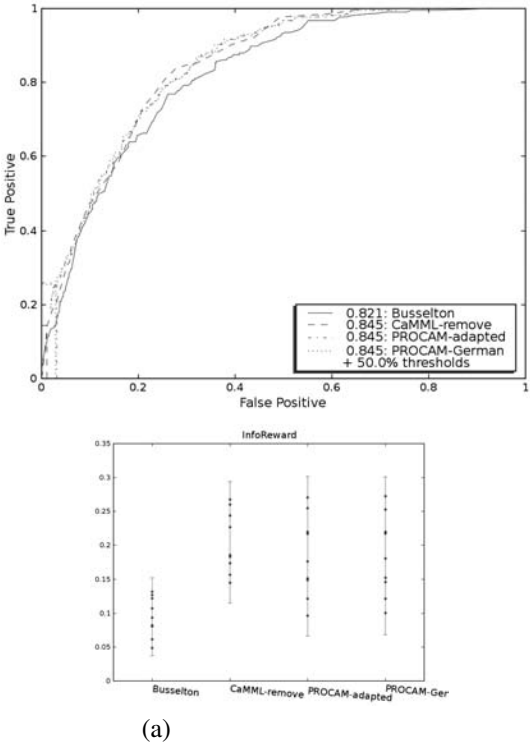 1
0.8
0.6
0.4
0.2
0
True Positive
0.821: Busselton
0.845: CaMML-remove
0.845: PROCAM-adapted
0.845: PROCAM-German
+ 50.0% thresholds
0 0.2 0.4 0.6 0.8 1
False Positive
InfoReward
0.35
0.3
0.25
0.2
0.15
0.1
0.05
0
Busselton CaMML-remove PROCAM-adapted PROCAM-Ger
(a)